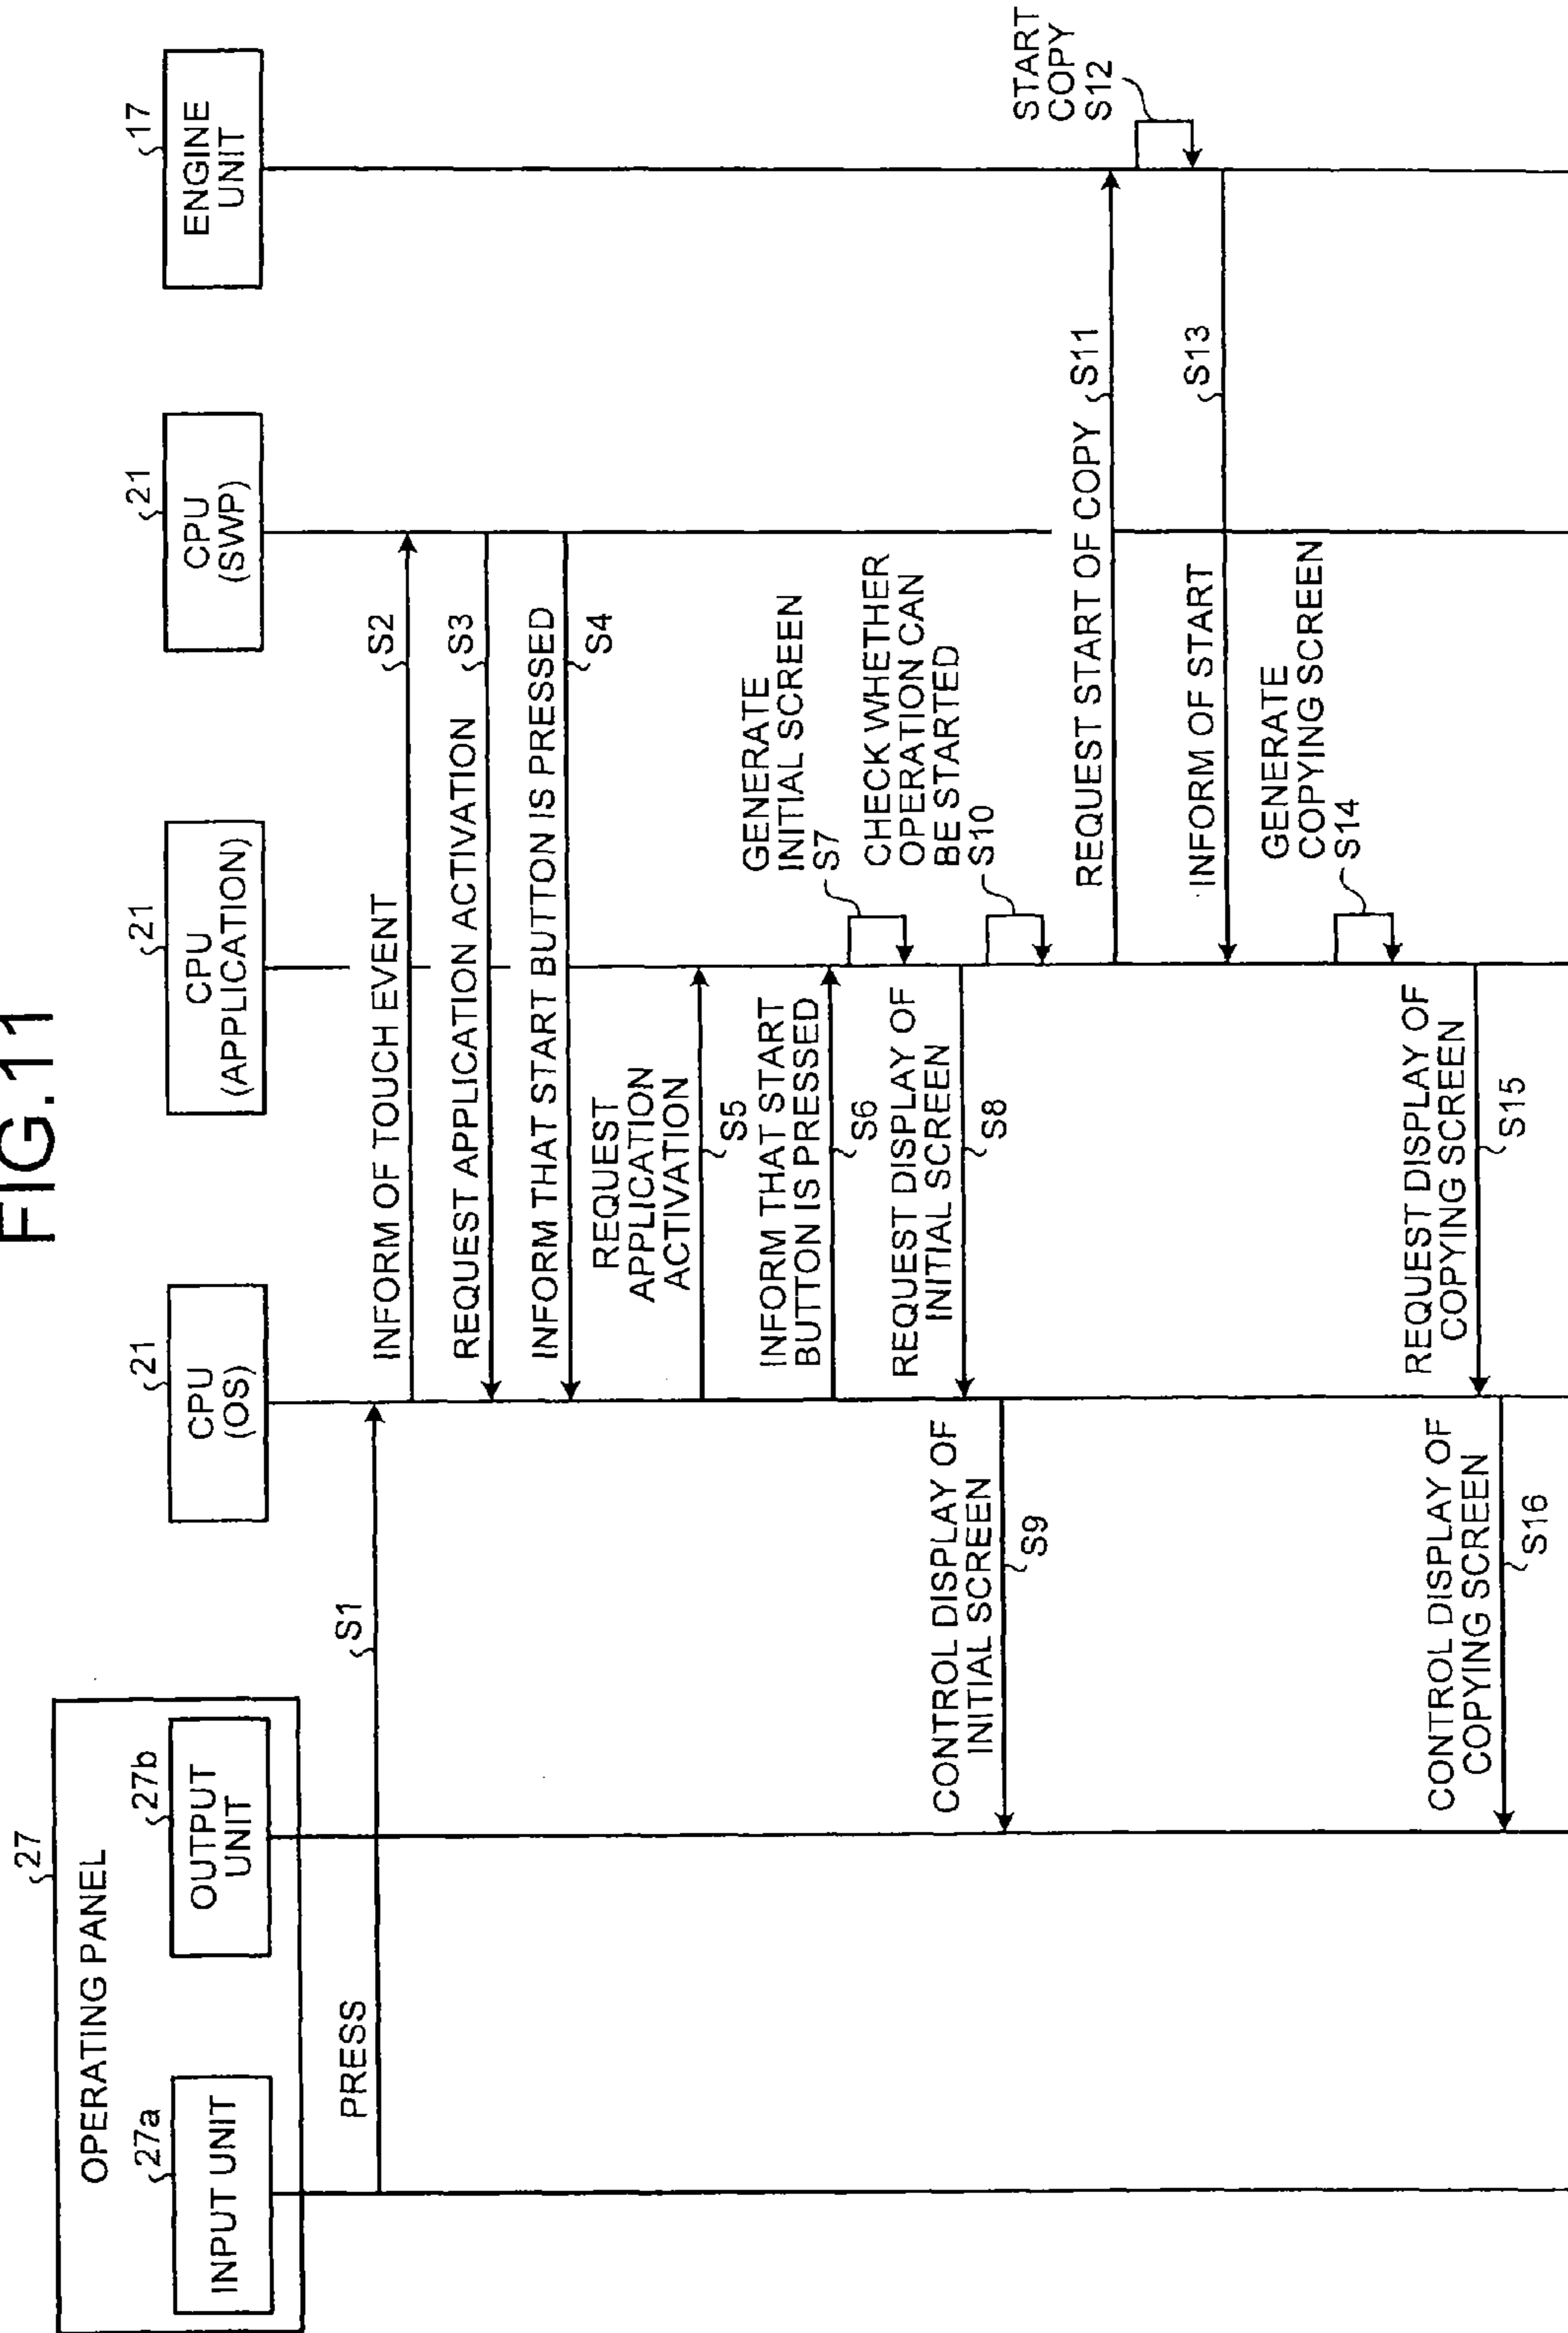 FIG.11
27
OPERATING PANEL
27a
INPUT UNIT
27b
OUTPUT
UNIT
21
CPU
(OS)
21
CPU
(APPLICATION)
21
CPU
(SWP)
17
ENGINE
UNIT
PRESS
S1
INFORM OF TOUCH EVENT
S2
REQUEST APPLICATION ACTIVATION
S3
INFORM THAT START BUTTON IS PRESSED
S4
REQUEST
APPLICATION
ACTIVATION
S5
INFORM THAT START
BUTTON IS PRESSED
S6
GENERATE
INITIAL SCREEN
S7
REQUEST DISPLAY OF
INITIAL SCREEN
S8
CONTROL DISPLAY OF
INITIAL SCREEN
S9
CHECK WHETHER
OPERATION CAN
BE STARTED
S10
REQUEST START OF COPY
S11
START
COPY
S12
INFORM OF START
S13
GENERATE
COPYING SCREEN
S14
REQUEST DISPLAY OF
COPYING SCREEN
S15
CONTROL DISPLAY OF
COPYING SCREEN
S16